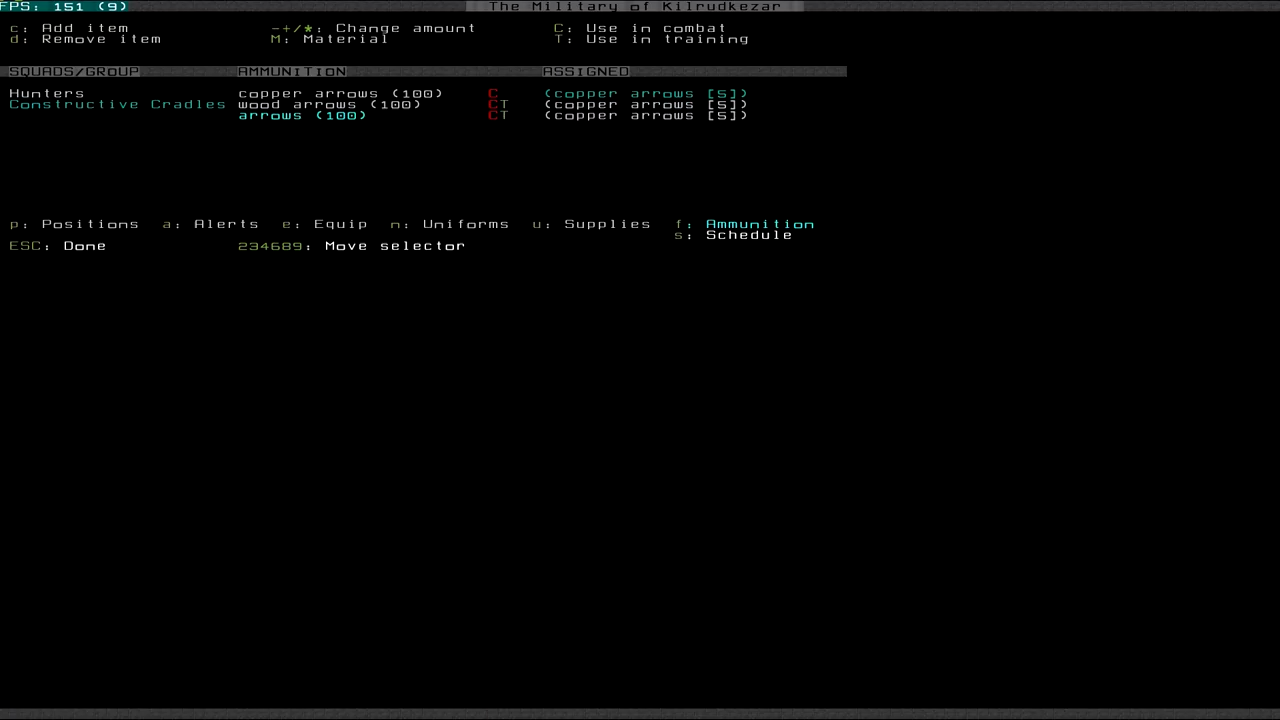 FPS: 151 (9) The Military of Kilrudkezar
c: Add item -+/*: Change amount C: Use in combat
d: Remove item M: Material T: Use in training
SQUADS/GROUP AMMUNITION ASSIGNED
Hunters copper arrows (100) C (copper arrows [5])
Constructive Cradles wood arrows (100) CT (copper arrows [5])
arrows (100) CT (copper arrows [5])
p: Positions a: Alerts e: Equip n: Uniforms u: Supplies f: Ammunition
s: Schedule
ESC: Done 234689: Move selector